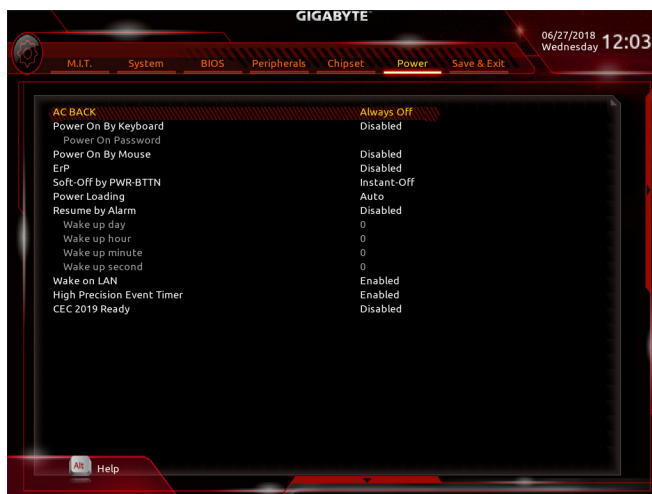 GIGABYTE™
06/27/2018
Wednesday 12:03
M.I.T. System BIOS Peripherals Chipset Power Save & Exit
AC BACK Always Off
Power On By Keyboard Disabled
Power On Password
Power On By Mouse Disabled
ErP Disabled
Soft-Off by PWR-BTTN Instant-Off
Power Loading Auto
Resume by Alarm Disabled
Wake up day 0
Wake up hour 0
Wake up minute 0
Wake up second 0
Wake on LAN Enabled
High Precision Event Timer Enabled
CEC 2019 Ready Disabled
Alt Help